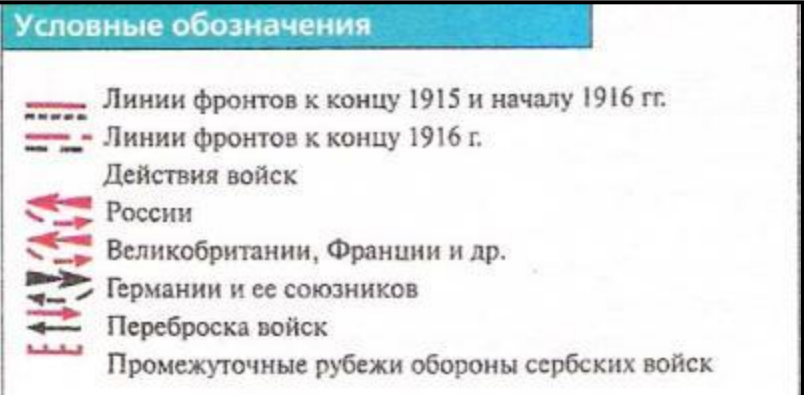 Условные обозначения
Линии фронтов к концу 1915 и началу 1916 гг.
Линии фронтов к концу 1916 г.
Действия войск
России
Великобритании, Франции и др.
Германии и ее союзников
Переброска войск
Промежуточные рубежи обороны сербских войск